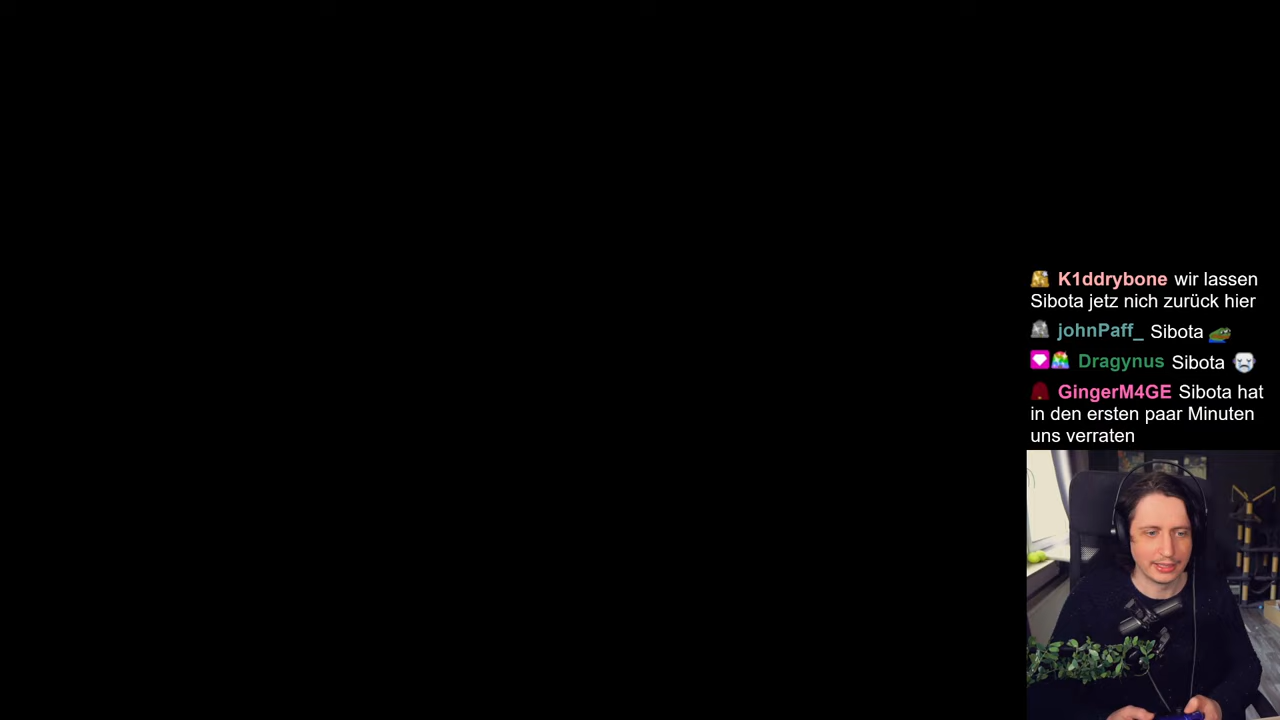 K1ddrybone wir lassen
Sibota jetz nich zurück hier
johnPaff_ Sibota
Dragynus Sibota
GingerM4GE Sibota hat
in den ersten paar Minuten
uns verraten